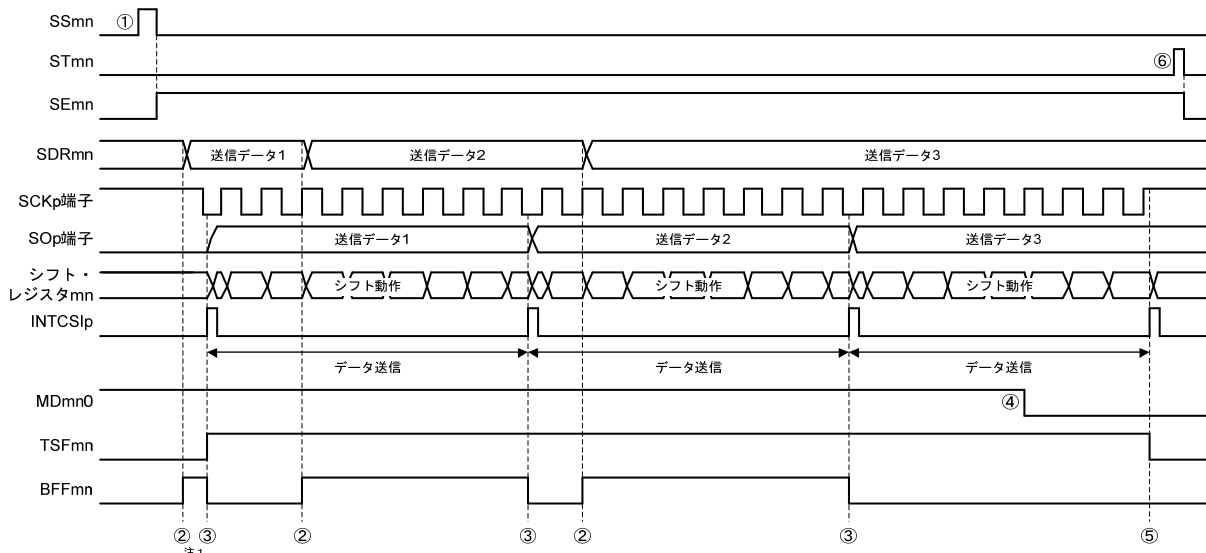 SSmn ①
STmn ⑥
SEmn
SDRmn 送信データ1 送信データ2 送信データ3
SCKp端子
SOp端子 送信データ1 送信データ2 送信データ3
シフト・
レジスタmn シフト動作 シフト動作 シフト動作
INTCSIp
データ送信 データ送信 データ送信
MDmn0 ④
TSFmn
BFFmn
② ③ ② ③ ② ③ ⑤
注1